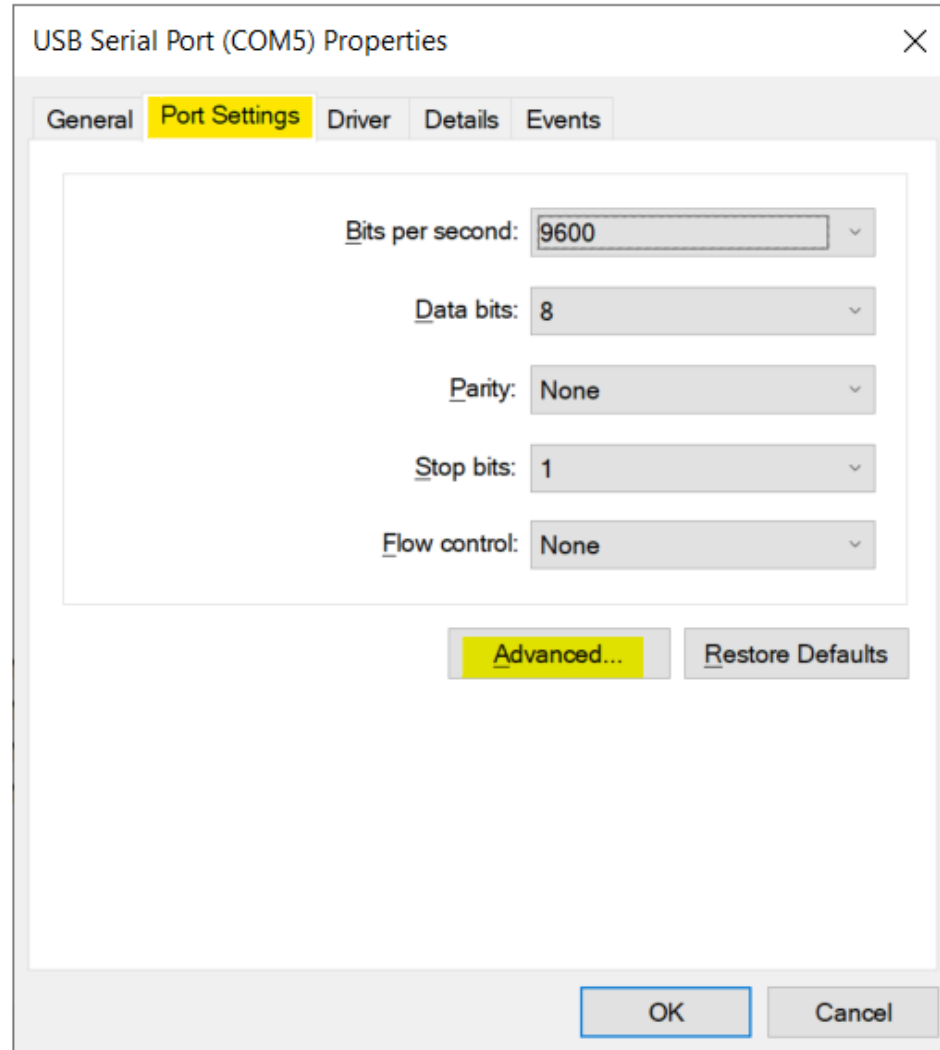 USB Serial Port (COM5) Properties
General Port Settings Driver Details Events
Bits per second: 9600
Data bits: 8
Parity: None
Stop bits: 1
Flow control: None
Advanced... Restore Defaults
OK Cancel